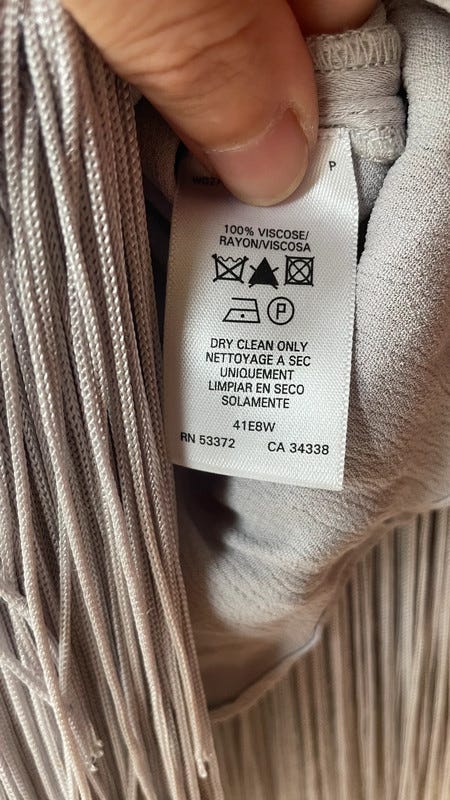 P
100% VISCOSE/
RAYON/VISCOSA
P
DRY CLEAN ONLY
NETTOYAGE A SEC
UNIQUEMENT
LIMPIAR EN SECO
SOLAMENTE
41E8W
RN 53372 CA 34338